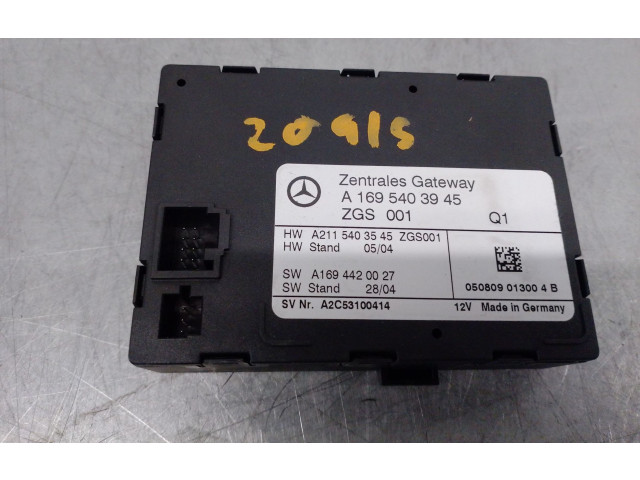 20915
Zentrales Gateway
A 169 540 39 45
ZGS 001 Q1
HW A211 540 35 45 ZGS001
HW Stand 05/04
SW A169 442 00 27
SW Stand 28/04
050809 01300 4 B
SV Nr. A2C53100414 12V Made in Germany